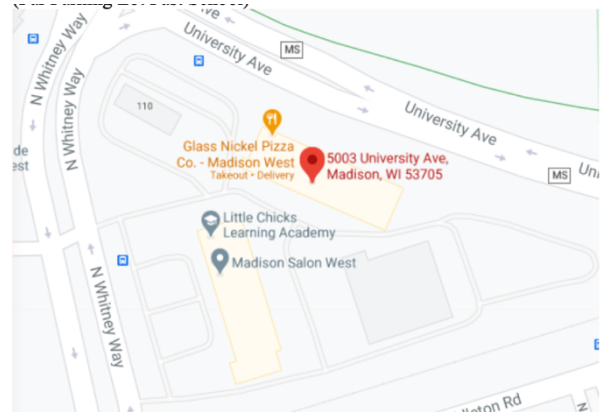 University Ave
MS
N Whitney Way
N Whitney Way
110
University Ave
Glass Nickel Pizza
Co. - Madison West
Takeout • Delivery
5003 University Ave,
Madison, WI 53705
MS
Little Chicks
Learning Academy
Madison Salon West
N Whitney Way